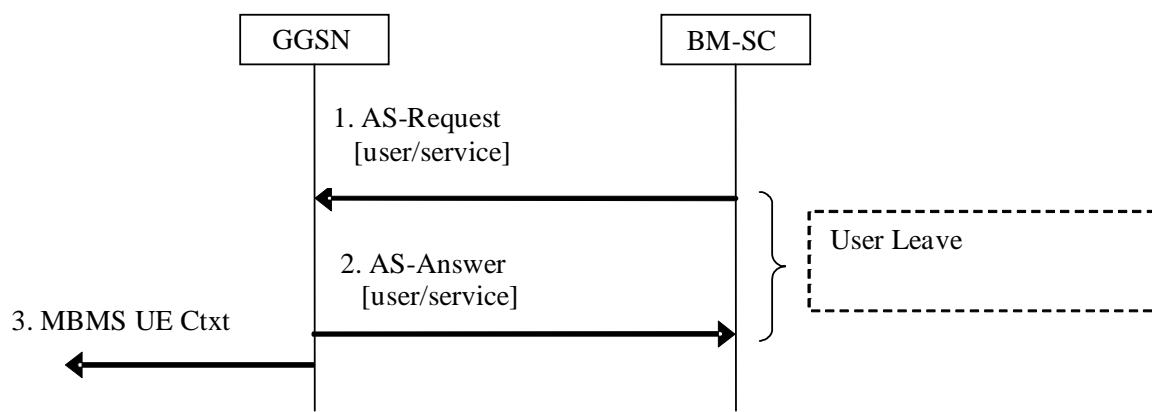 GGSN
BM-SC
1. AS-Request
[user/service]
User Leave
2. AS-Answer
[user/service]
3. MBMS UE Ctxt